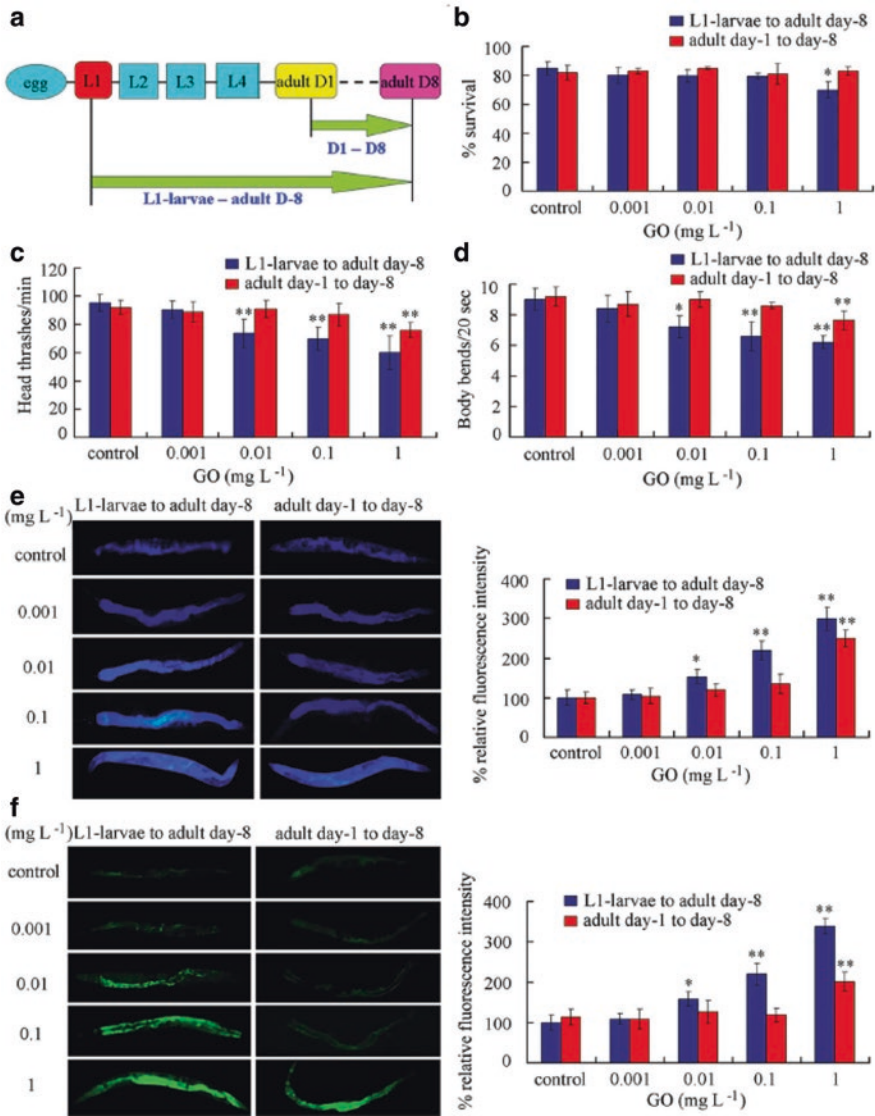 a
egg L1 L2 L3 L4 adult D1 adult D8
D1 – D8
L1-larvae – adult D-8
b
L1-larvae to adult day-8
adult day-1 to day-8
% survival
100
80
60
40
20
0
control 0.001 0.01 0.1 1
GO (mg L⁻¹)
*
c
L1-larvae to adult day-8
adult day-1 to day-8
Head thrashes/min
120
100
80
60
40
20
0
** ** ** **
control 0.001 0.01 0.1 1
GO (mg L⁻¹)
d
L1-larvae to adult day-8
adult day-1 to day-8
Body bends/20 sec
10
8
6
4
2
0
* ** ** **
control 0.001 0.01 0.1 1
GO (mg L⁻¹)
e
(mg L⁻¹) L1-larvae to adult day-8 adult day-1 to day-8
control
0.001
0.01
0.1
1
% relative fluorescence intensity
400
300
200
100
0
L1-larvae to adult day-8
adult day-1 to day-8
* ** ** **
control 0.001 0.01 0.1 1
GO (mg L⁻¹)
f
(mg L⁻¹) L1-larvae to adult day-8 adult day-1 to day-8
control
0.001
0.01
0.1
1
% relative fluorescence intensity
400
300
200
100
0
L1-larvae to adult day-8
adult day-1 to day-8
* ** ** **
control 0.001 0.01 0.1 1
GO (mg L⁻¹)